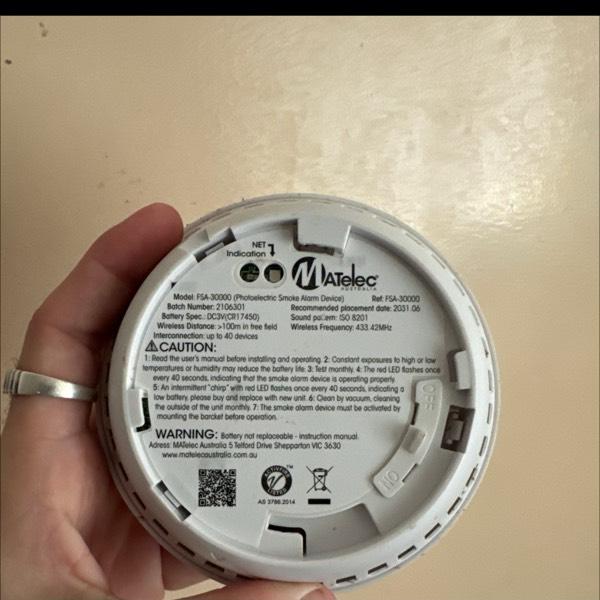 NET
Indication
MATelec®
AUSTRALIA
Model: FSA-30000 (Photoelectric Smoke Alarm Device) Ref: FSA-30000
Batch Number: 2106301 Recommended placement date: 2031.06
Battery Spec.: DC3V(CR17450) Sound pattern: ISO 8201
Wireless Distance: >100m in free field Wireless Frequency: 433.42MHz
Interconnection: up to 40 devices
CAUTION:
1: Read the user's manual before installing and operating. 2: Constant exposures to high or low
temperatures or humidity may reduce the battery life. 3: Test monthly. 4: The red LED flashes once
every 40 seconds, indicating that the smoke alarm device is operating properly.
5: An intermittent "chirp" with red LED flashes once every 40 seconds, indicating a
low battery, please buy and replace with new unit. 6: Clean by vacuum, cleaning
the outside of the unit monthly. 7: The smoke alarm device must be activated by
mounting the barcket before operation.
OFF
NO
WARNING: Battery not replaceable - instruction manual.
Adress: MATelec Australia 5 Telford Drive Shepparton VIC 3630
www.matelecaustralia.com.au
TM
AS 3786:2014